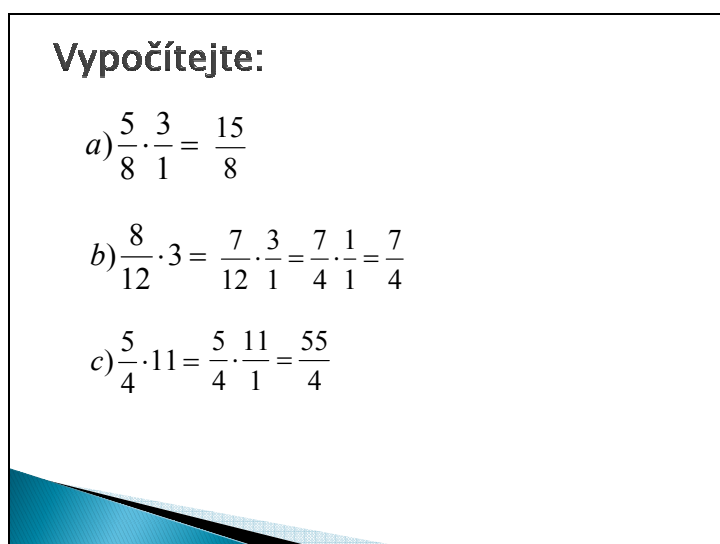 Vypočítejte:
a) 5/8 · 3/1 = 15/8
b) 8/12 · 3 = 7/12 · 3/1 = 7/4 · 1/1 = 7/4
c) 5/4 · 11 = 5/4 · 11/1 = 55/4